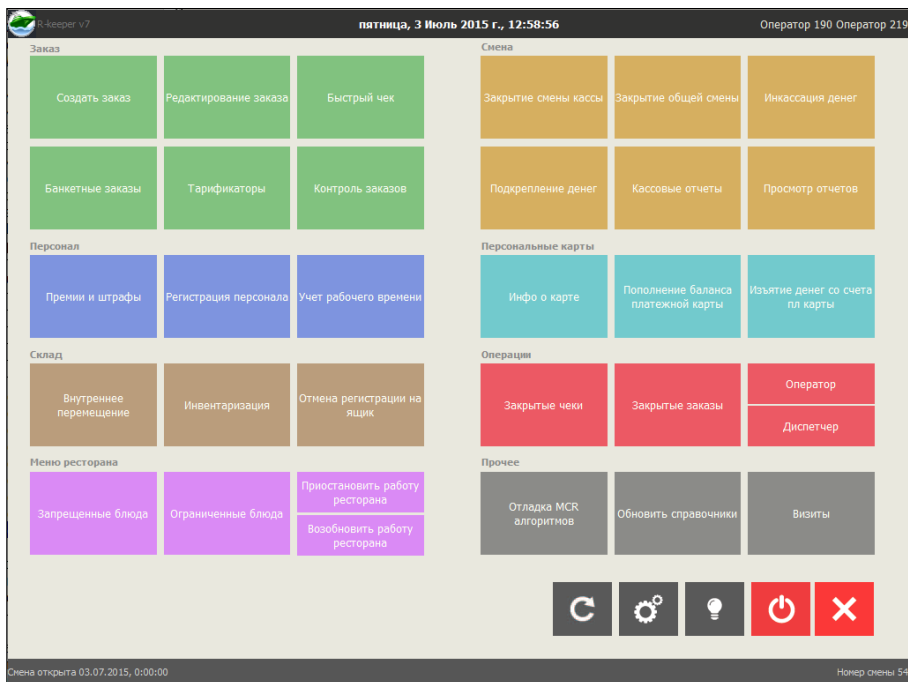 R-keeper v7
пятница, 3 Июль 2015 г., 12:58:56
Оператор 190 Оператор 219
Заказ
Создать заказ
Редактирование заказа
Быстрый чек
Банкетные заказы
Тарификаторы
Контроль заказов
Смена
Закрытие смены кассы
Закрытие общей смены
Инкассация денег
Подкрепление денег
Кассовые отчеты
Просмотр отчетов
Персонал
Премии и штрафы
Регистрация персонала
Учет рабочего времени
Персональные карты
Инфо о карте
Пополнение баланса
платежной карты
Изъятие денег со счета
пл карты
Склад
Внутреннее
перемещение
Инвентаризация
Отмена регистрации на
ящик
Операции
Закрытые чеки
Закрытые заказы
Оператор
Диспетчер
Меню ресторана
Запрещенные блюда
Ограниченные блюда
Приостановить работу
ресторана
Возобновить работу
ресторана
Прочее
Отладка MCR
алгоритмов
Обновить справочники
Визиты
Смена открыта 03.07.2015, 0:00:00
Номер смены 54